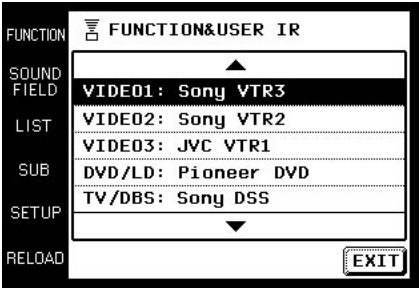 FUNCTION
SOUND
FIELD
LIST
SUB
SETUP
RELOAD
FUNCTION&USER IR
VIDEO1: Sony VTR3
VIDEO2: Sony VTR2
VIDEO3: JVC VTR1
DVD/LD: Pioneer DVD
TV/DBS: Sony DSS
EXIT